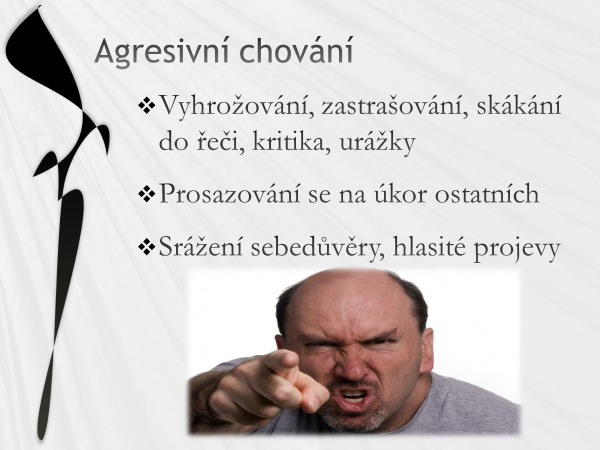 Agresivní chování
Vyhrožování, zastrašování, skákání
do řeči, kritika, urážky
Prosazování se na úkor ostatních
Srážení sebedůvěry, hlasité projevy